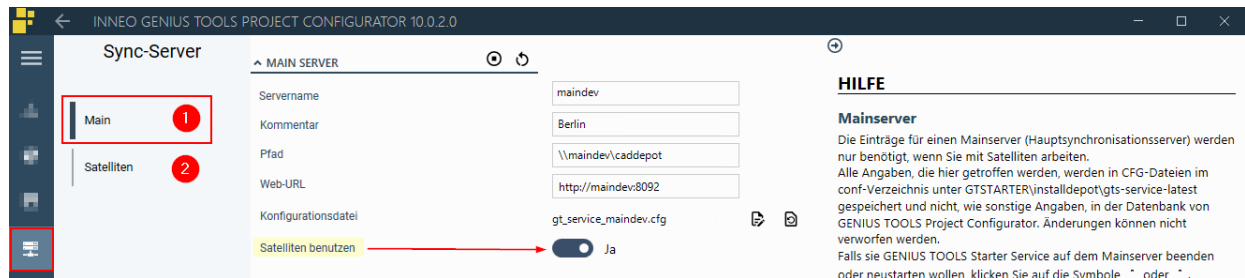 INNEO GENIUS TOOLS PROJECT CONFIGURATOR 10.0.2.0
Sync-Server
Main
1
Satelliten
2
MAIN SERVER
Servername
maindev
Kommentar
Berlin
Pfad
\\maindev\caddepot
Web-URL
http://maindev:8092
Konfigurationsdatei
gt_service_maindev.cfg
Satelliten benutzen
Ja
HILFE
Mainserver
Die Einträge für einen Mainserver (Hauptsynchronisationsserver) werden
nur benötigt, wenn Sie mit Satelliten arbeiten.
Alle Angaben, die hier getroffen werden, werden in CFG-Dateien im
conf-Verzeichnis unter GTSTARTER\installdepot\gts-service-latest
gespeichert und nicht, wie sonstige Angaben, in der Datenbank von
GENIUS TOOLS Project Configurator. Änderungen können nicht
verworfen werden.
Falls sie GENIUS TOOLS Starter Service auf dem Mainserver beenden
oder neustarten wollen, klicken Sie auf die Symbole oder